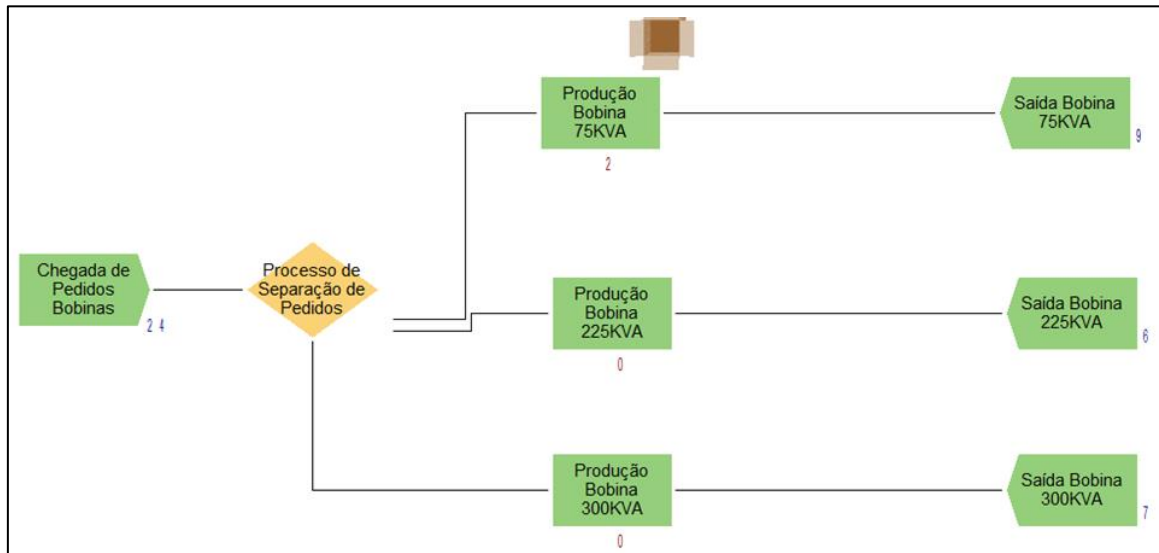 Produção
Bobina
75KVA
2
Saída Bobina
75KVA
9
Chegada de
Pedidos
Bobinas
2 4
Processo de
Separação de
Pedidos
Produção
Bobina
225KVA
0
Saída Bobina
225KVA
6
Produção
Bobina
300KVA
0
Saída Bobina
300KVA
7